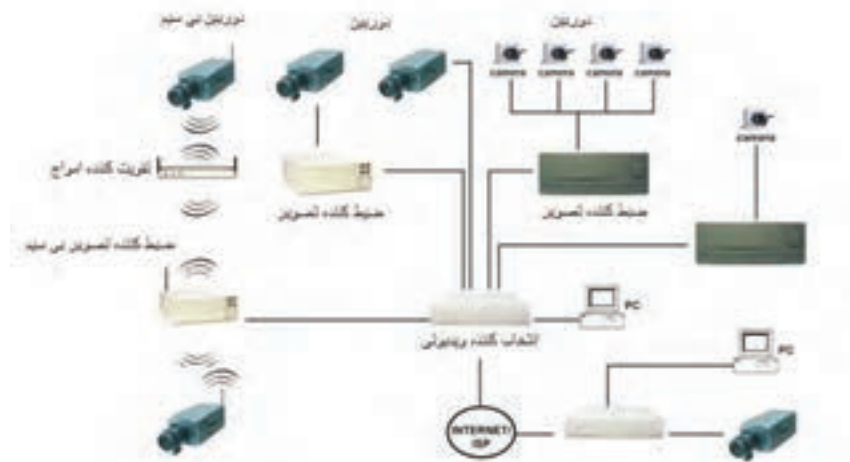 دوربین بی سیم
دوربین
دوربین
camera
camera
camera
camera
camera
تقویت کننده امواج
ضبط کننده تصویر
ضبط کننده تصویر
ضبط کننده تصویر بی سیم
انتخاب کننده ویدیوئی
PC
PC
INTERNET/
ISP